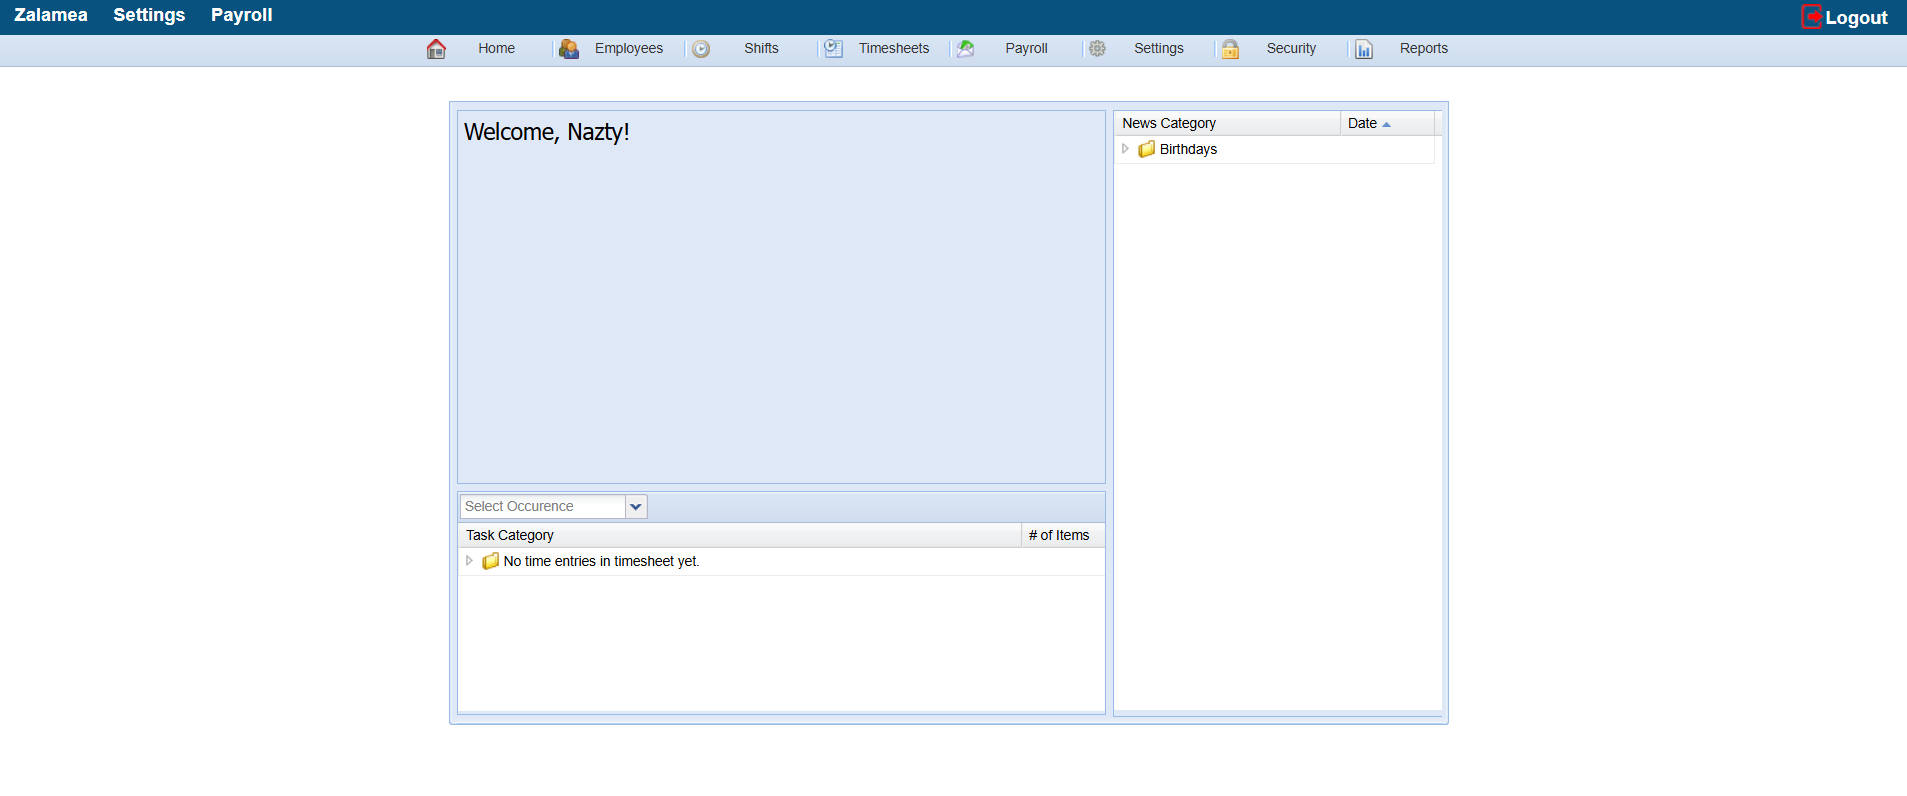 Zalamea Settings Payroll Logout
Home Employees Shifts Timesheets Payroll Settings Security Reports
Welcome, Nazty!
News Category Date
Birthdays
Select Occurence
Task Category # of Items
No time entries in timesheet yet.